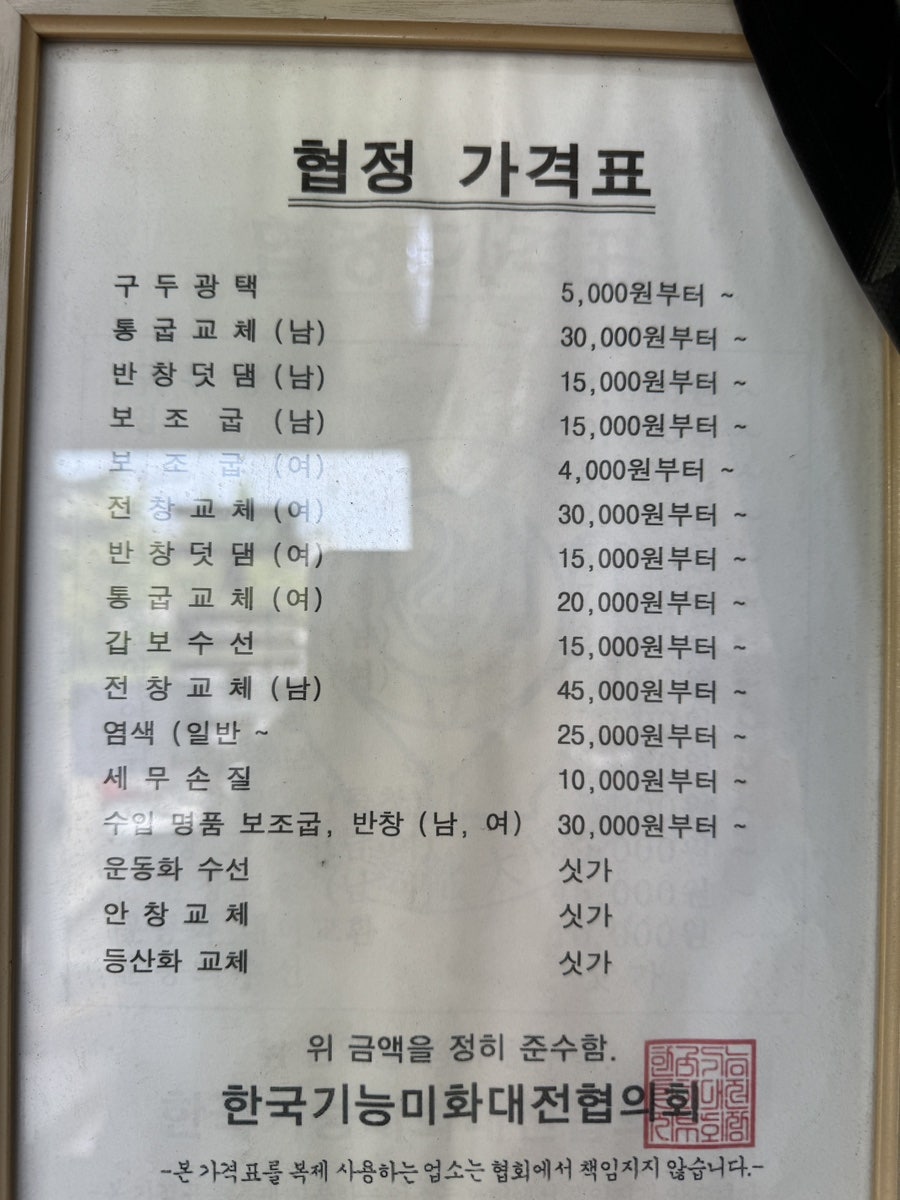 협정 가격표
구두광택 5,000원부터 ~
통굽교체 (남) 30,000원부터 ~
반창덧댐 (남) 15,000원부터 ~
보조굽 (남) 15,000원부터 ~
보조굽 (여) 4,000원부터 ~
전창교체 (여) 30,000원부터 ~
반창덧댐 (여) 15,000원부터 ~
통굽교체 (여) 20,000원부터 ~
갑보수선 15,000원부터 ~
전창교체 (남) 45,000원부터 ~
염색 (일반 ~ 25,000원부터 ~
세무손질 10,000원부터 ~
수입 명품 보조굽, 반창 (남, 여) 30,000원부터 ~
운동화 수선 싯가
안창교체 싯가
등산화 교체 싯가
위 금액을 정히 준수함.
한국기능미화대전협의회
-본 가격표를 복제 사용하는 업소는 협회에서 책임지지 않습니다.-